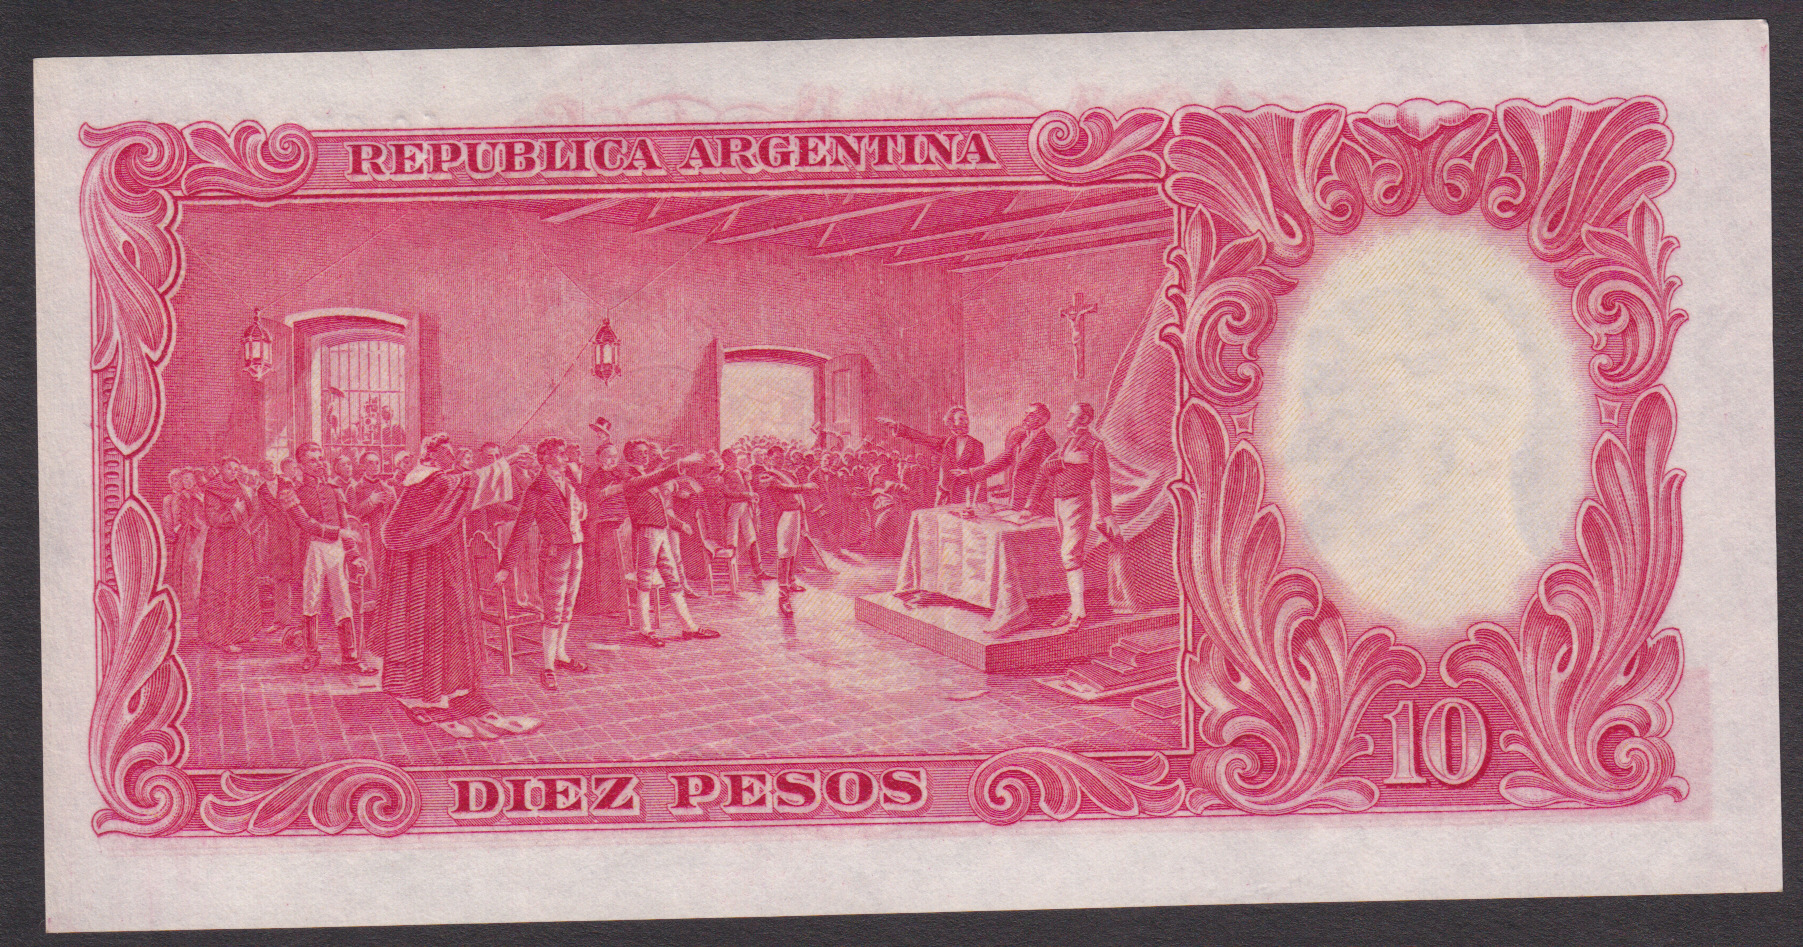 REPUBLICA ARGENTINA
DIEZ PESOS
10